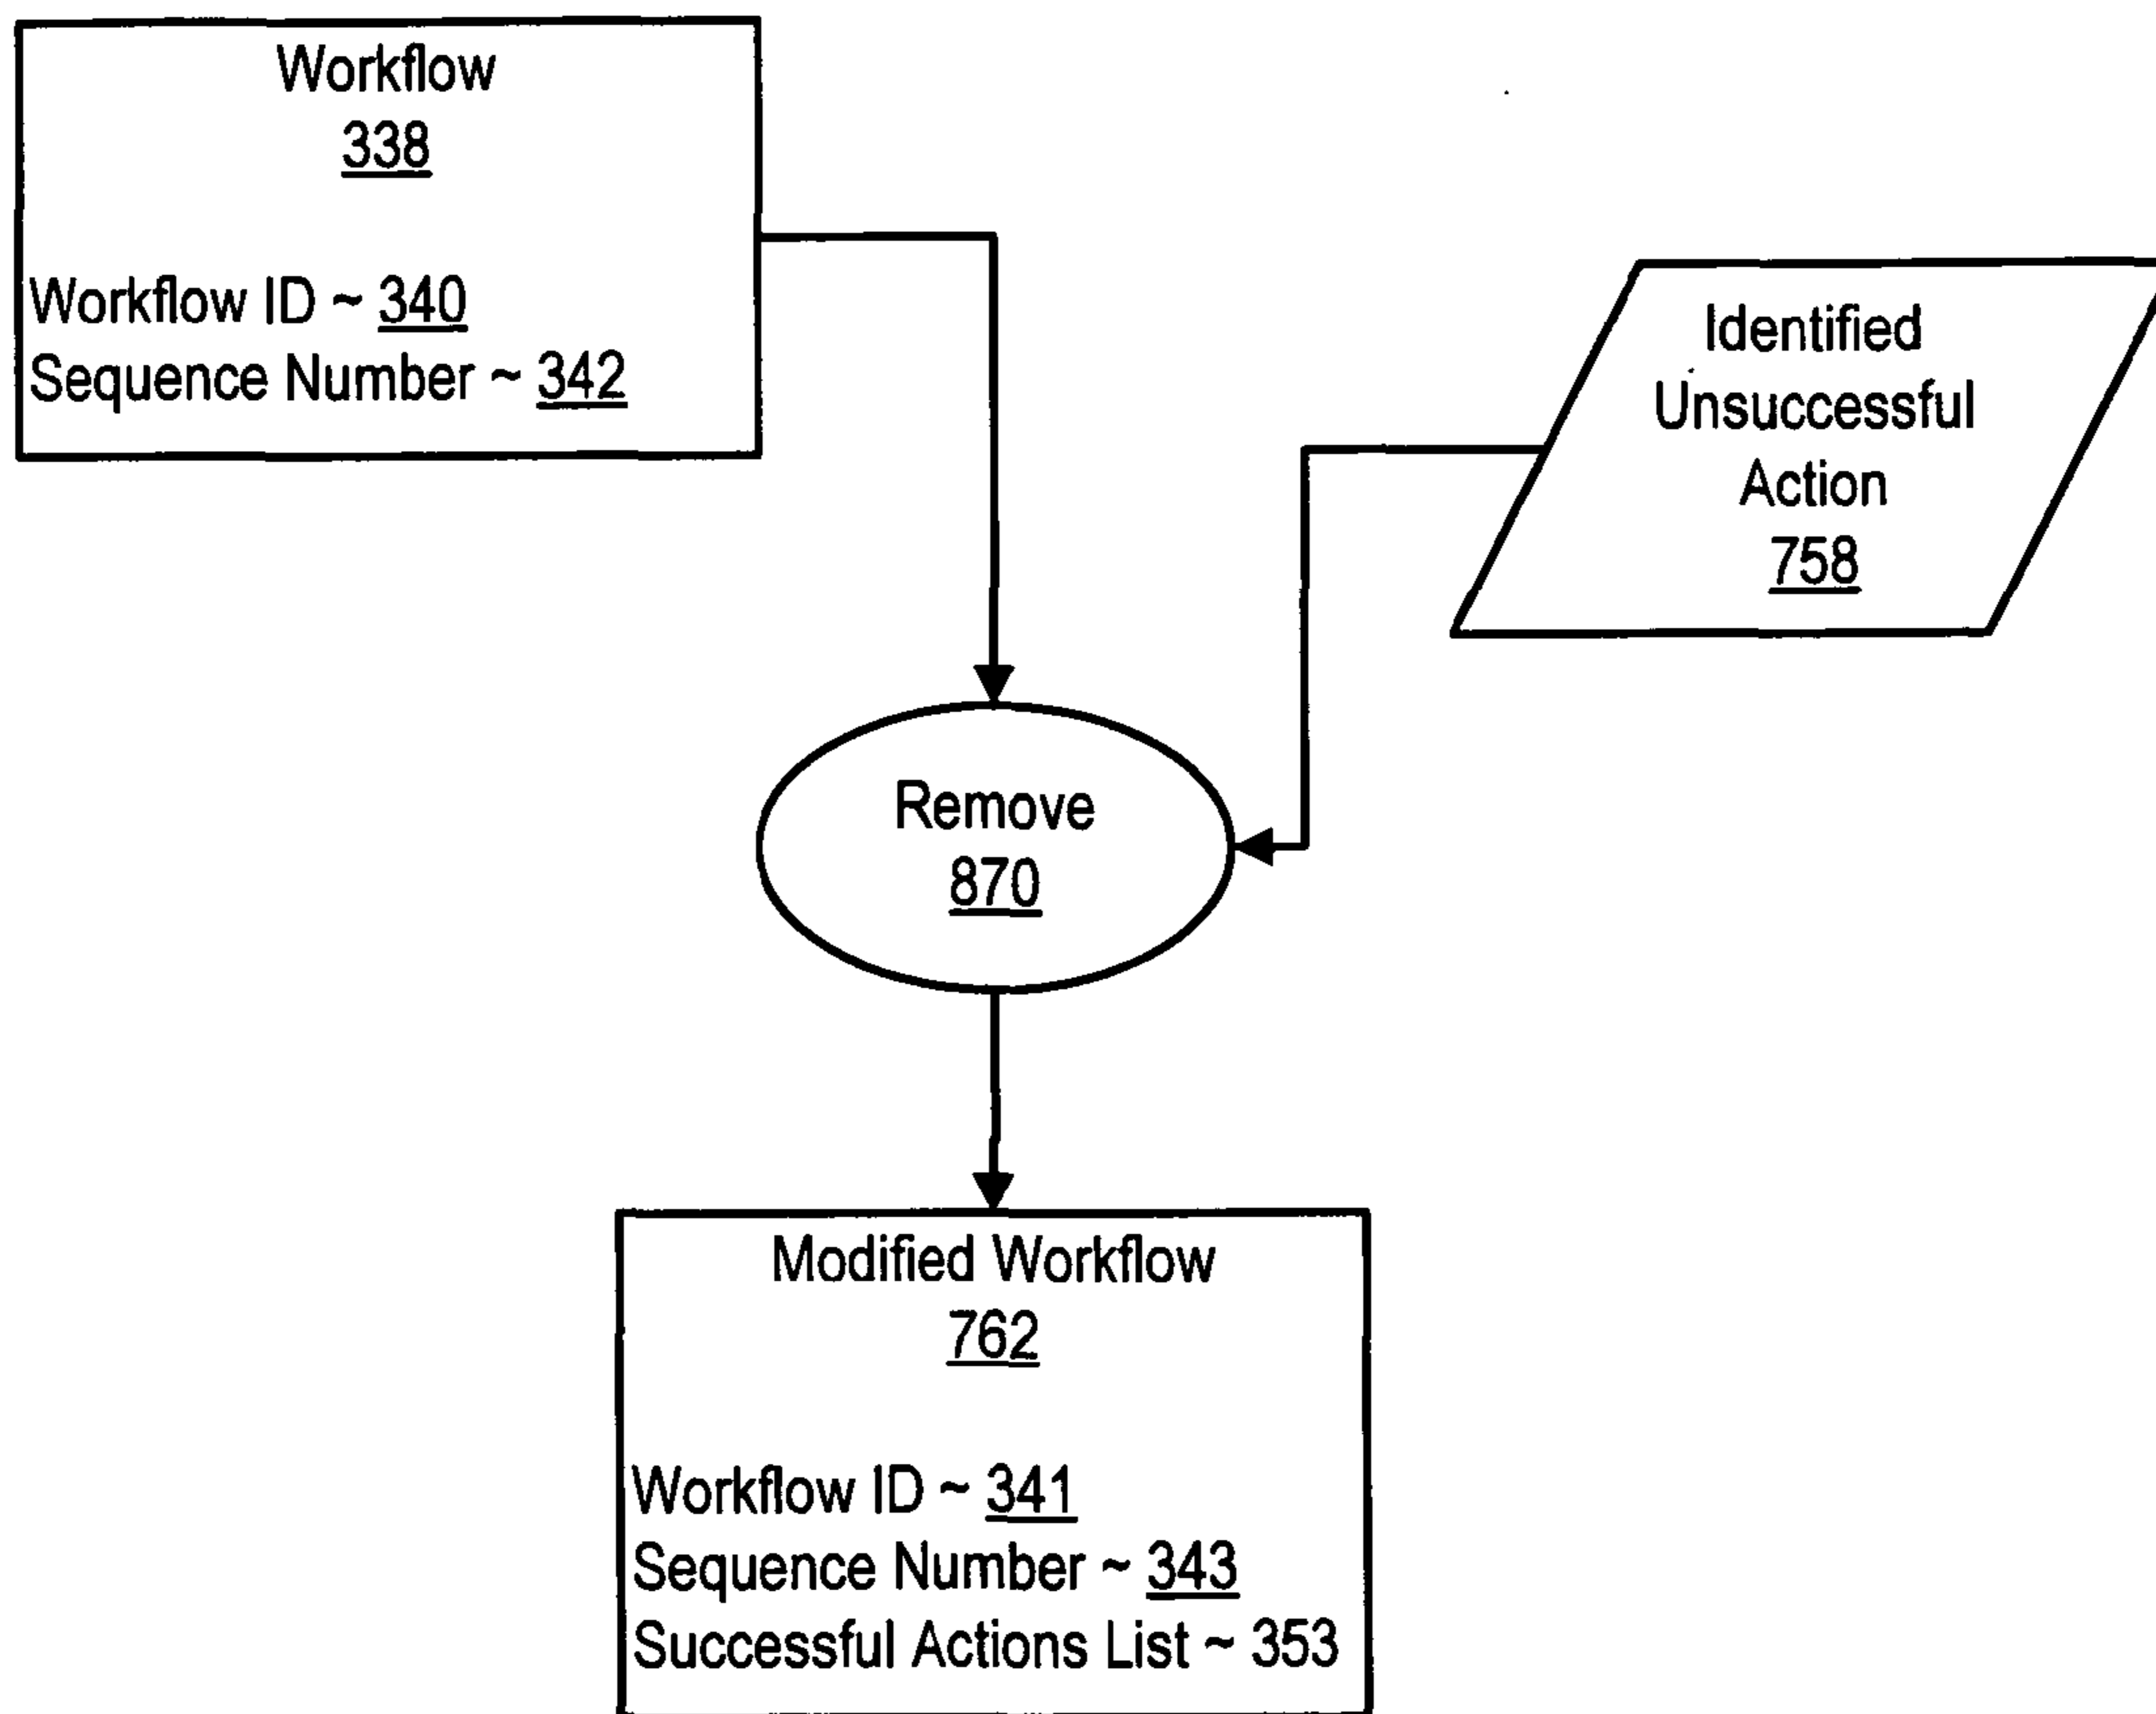 Workflow
338
Workflow ID ~ 340
Sequence Number ~ 342
Identified
Unsuccessful
Action
758
Remove
870
Modified Workflow
762
Workflow ID ~ 341
Sequence Number ~ 343
Successful Actions List ~ 353